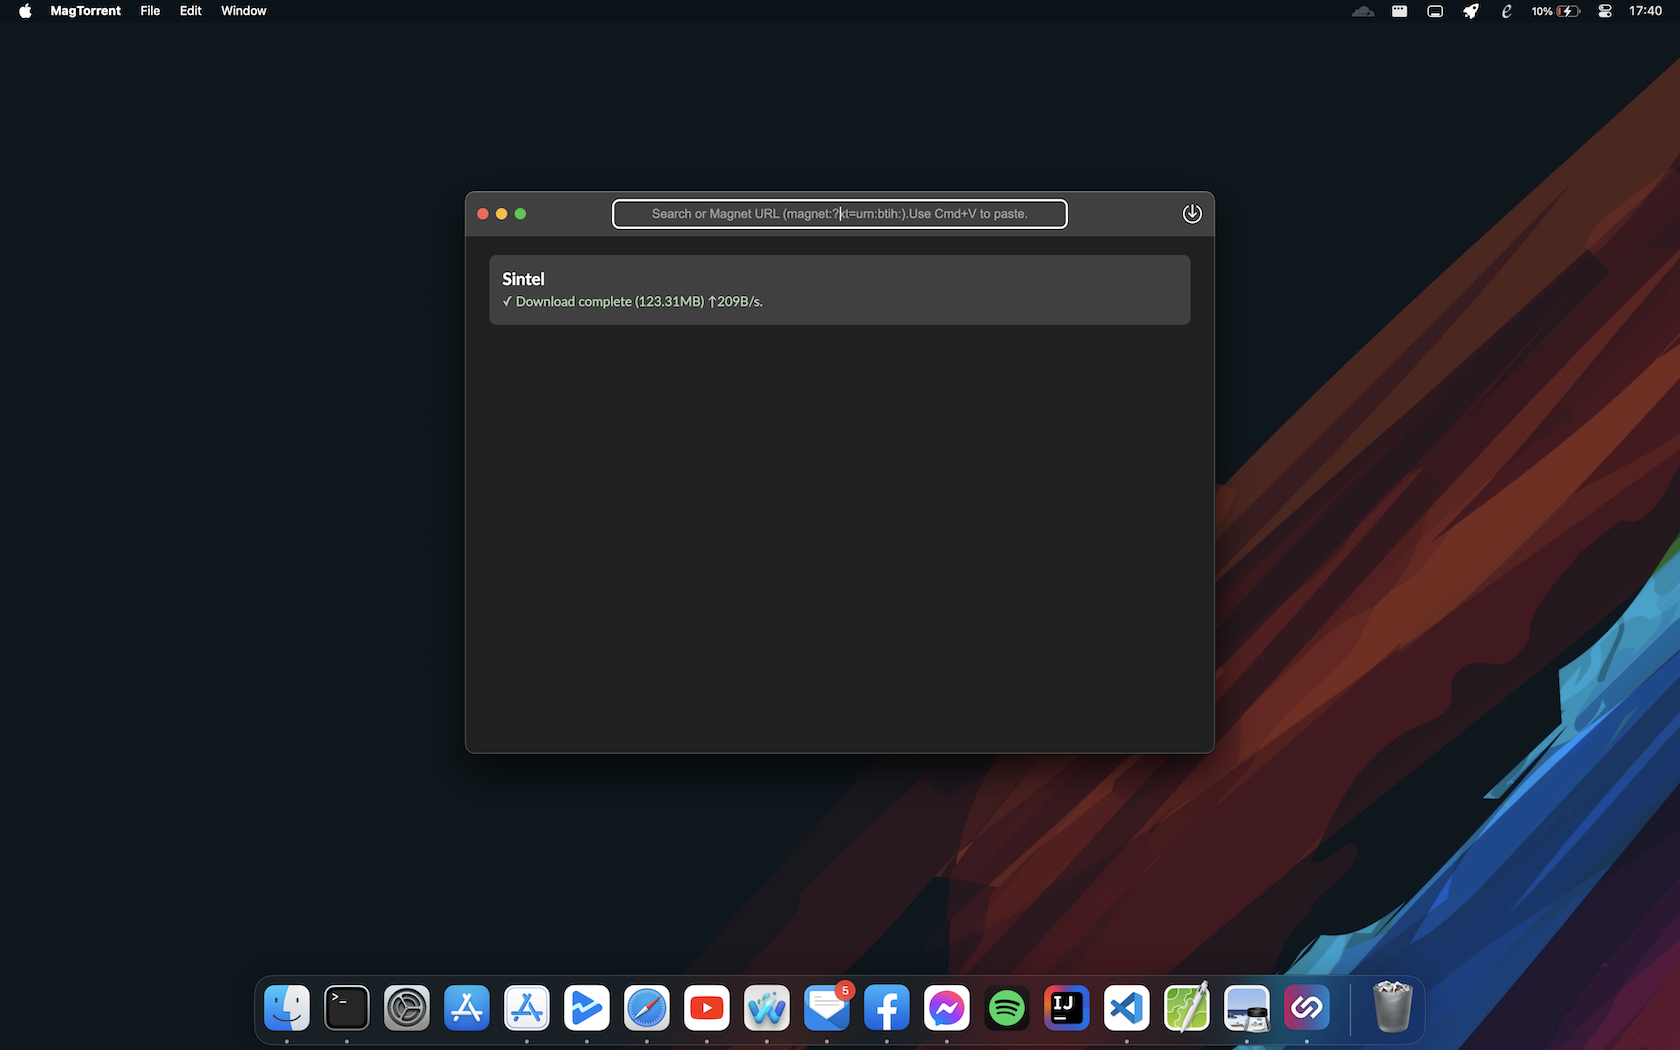 MagTorrent File Edit Window 10% 17:40
Search or Magnet URL (magnet:?xt=urn:btih:).Use Cmd+V to paste.
Sintel
✓ Download complete (123.31MB) ↑209B/s.
>_
5
IJ